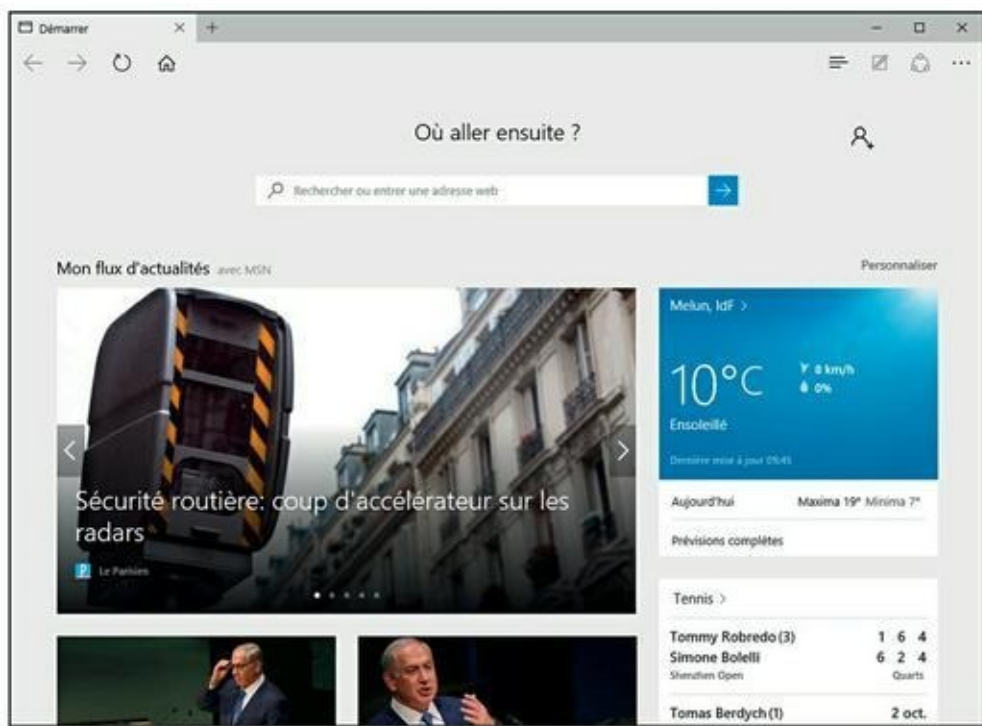 Démarrer
Où aller ensuite ?
Rechercher ou entrer une adresse web
Mon flux d'actualités avec MSN
Personnaliser
Sécurité routière: coup d'accélérateur sur les
radars
P Le Parisien
Melun, IdF >
10°C
8 km/h
0%
Ensoleillé
Dernière mise à jour 09:45
Aujourd'hui Maxima 19° Minima 7°
Prévisions complètes
Tennis >
Tommy Robredo (3) 1 6 4
Simone Bolelli 6 2 4
Shenzhen Open Quarts
Tomas Berdych (1) 2 oct.